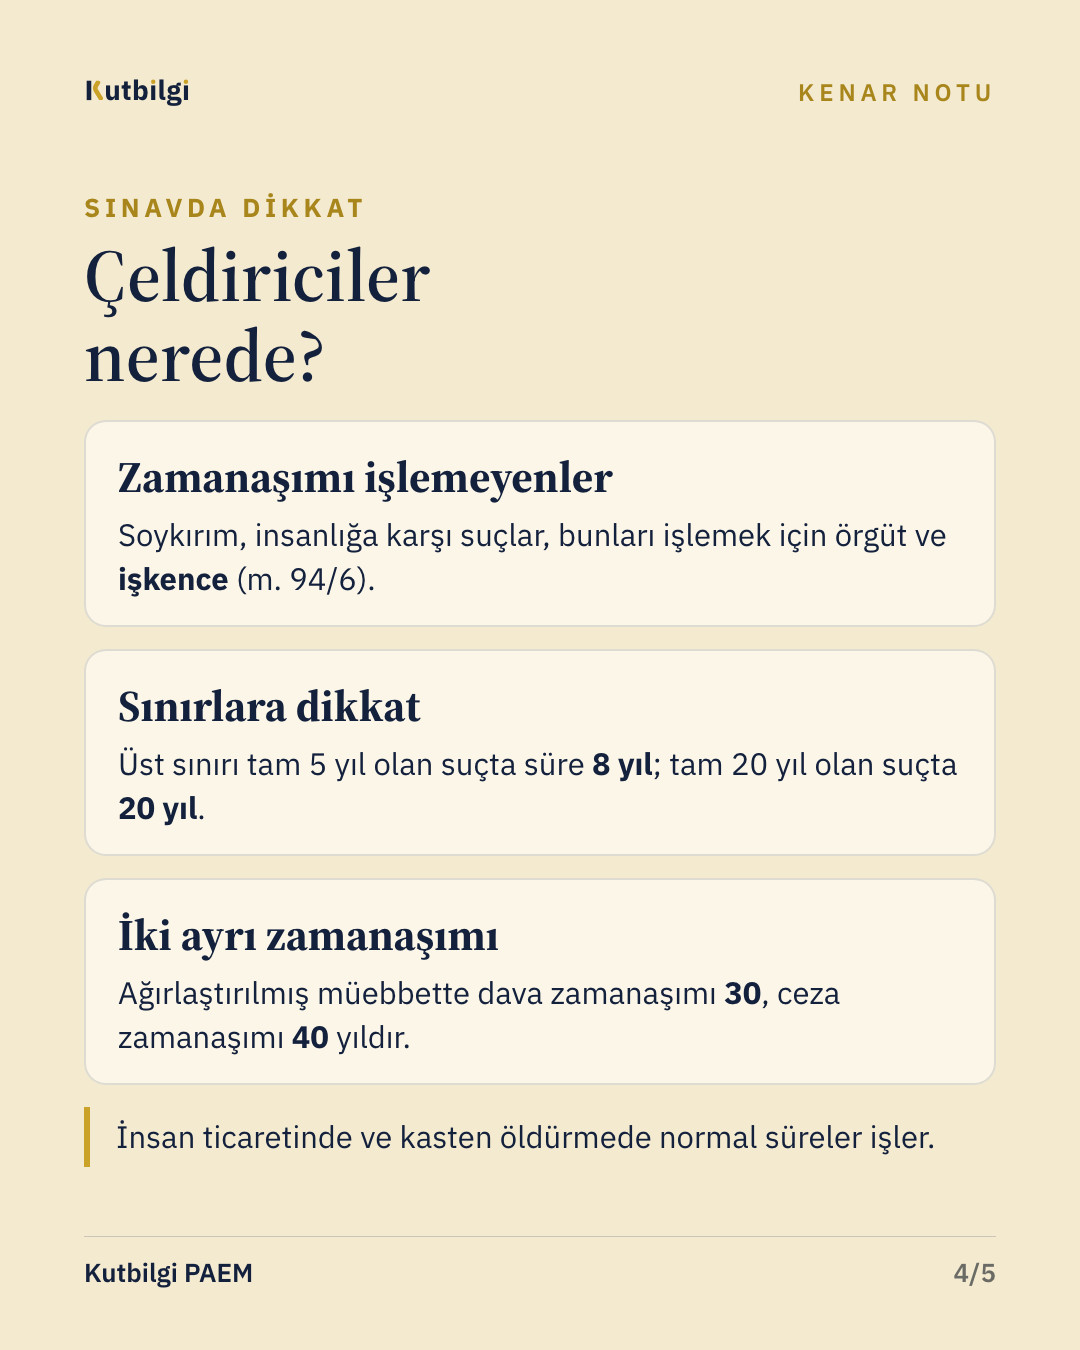 Kutbilgi
KENAR NOTU
SINAVDA DİKKAT
Çeldiriciler
nerede?
Zamanaşımı işlemeyenler
Soykırım, insanlığa karşı suçlar, bunları işlemek için örgüt ve
işkence (m. 94/6).
Sınırlara dikkat
Üst sınırı tam 5 yıl olan suçta süre 8 yıl; tam 20 yıl olan suçta
20 yıl.
İki ayrı zamanaşımı
Ağırlaştırılmış müebbette dava zamanaşımı 30, ceza
zamanaşımı 40 yıldır.
İnsan ticaretinde ve kasten öldürmede normal süreler işler.
Kutbilgi PAEM
4/5